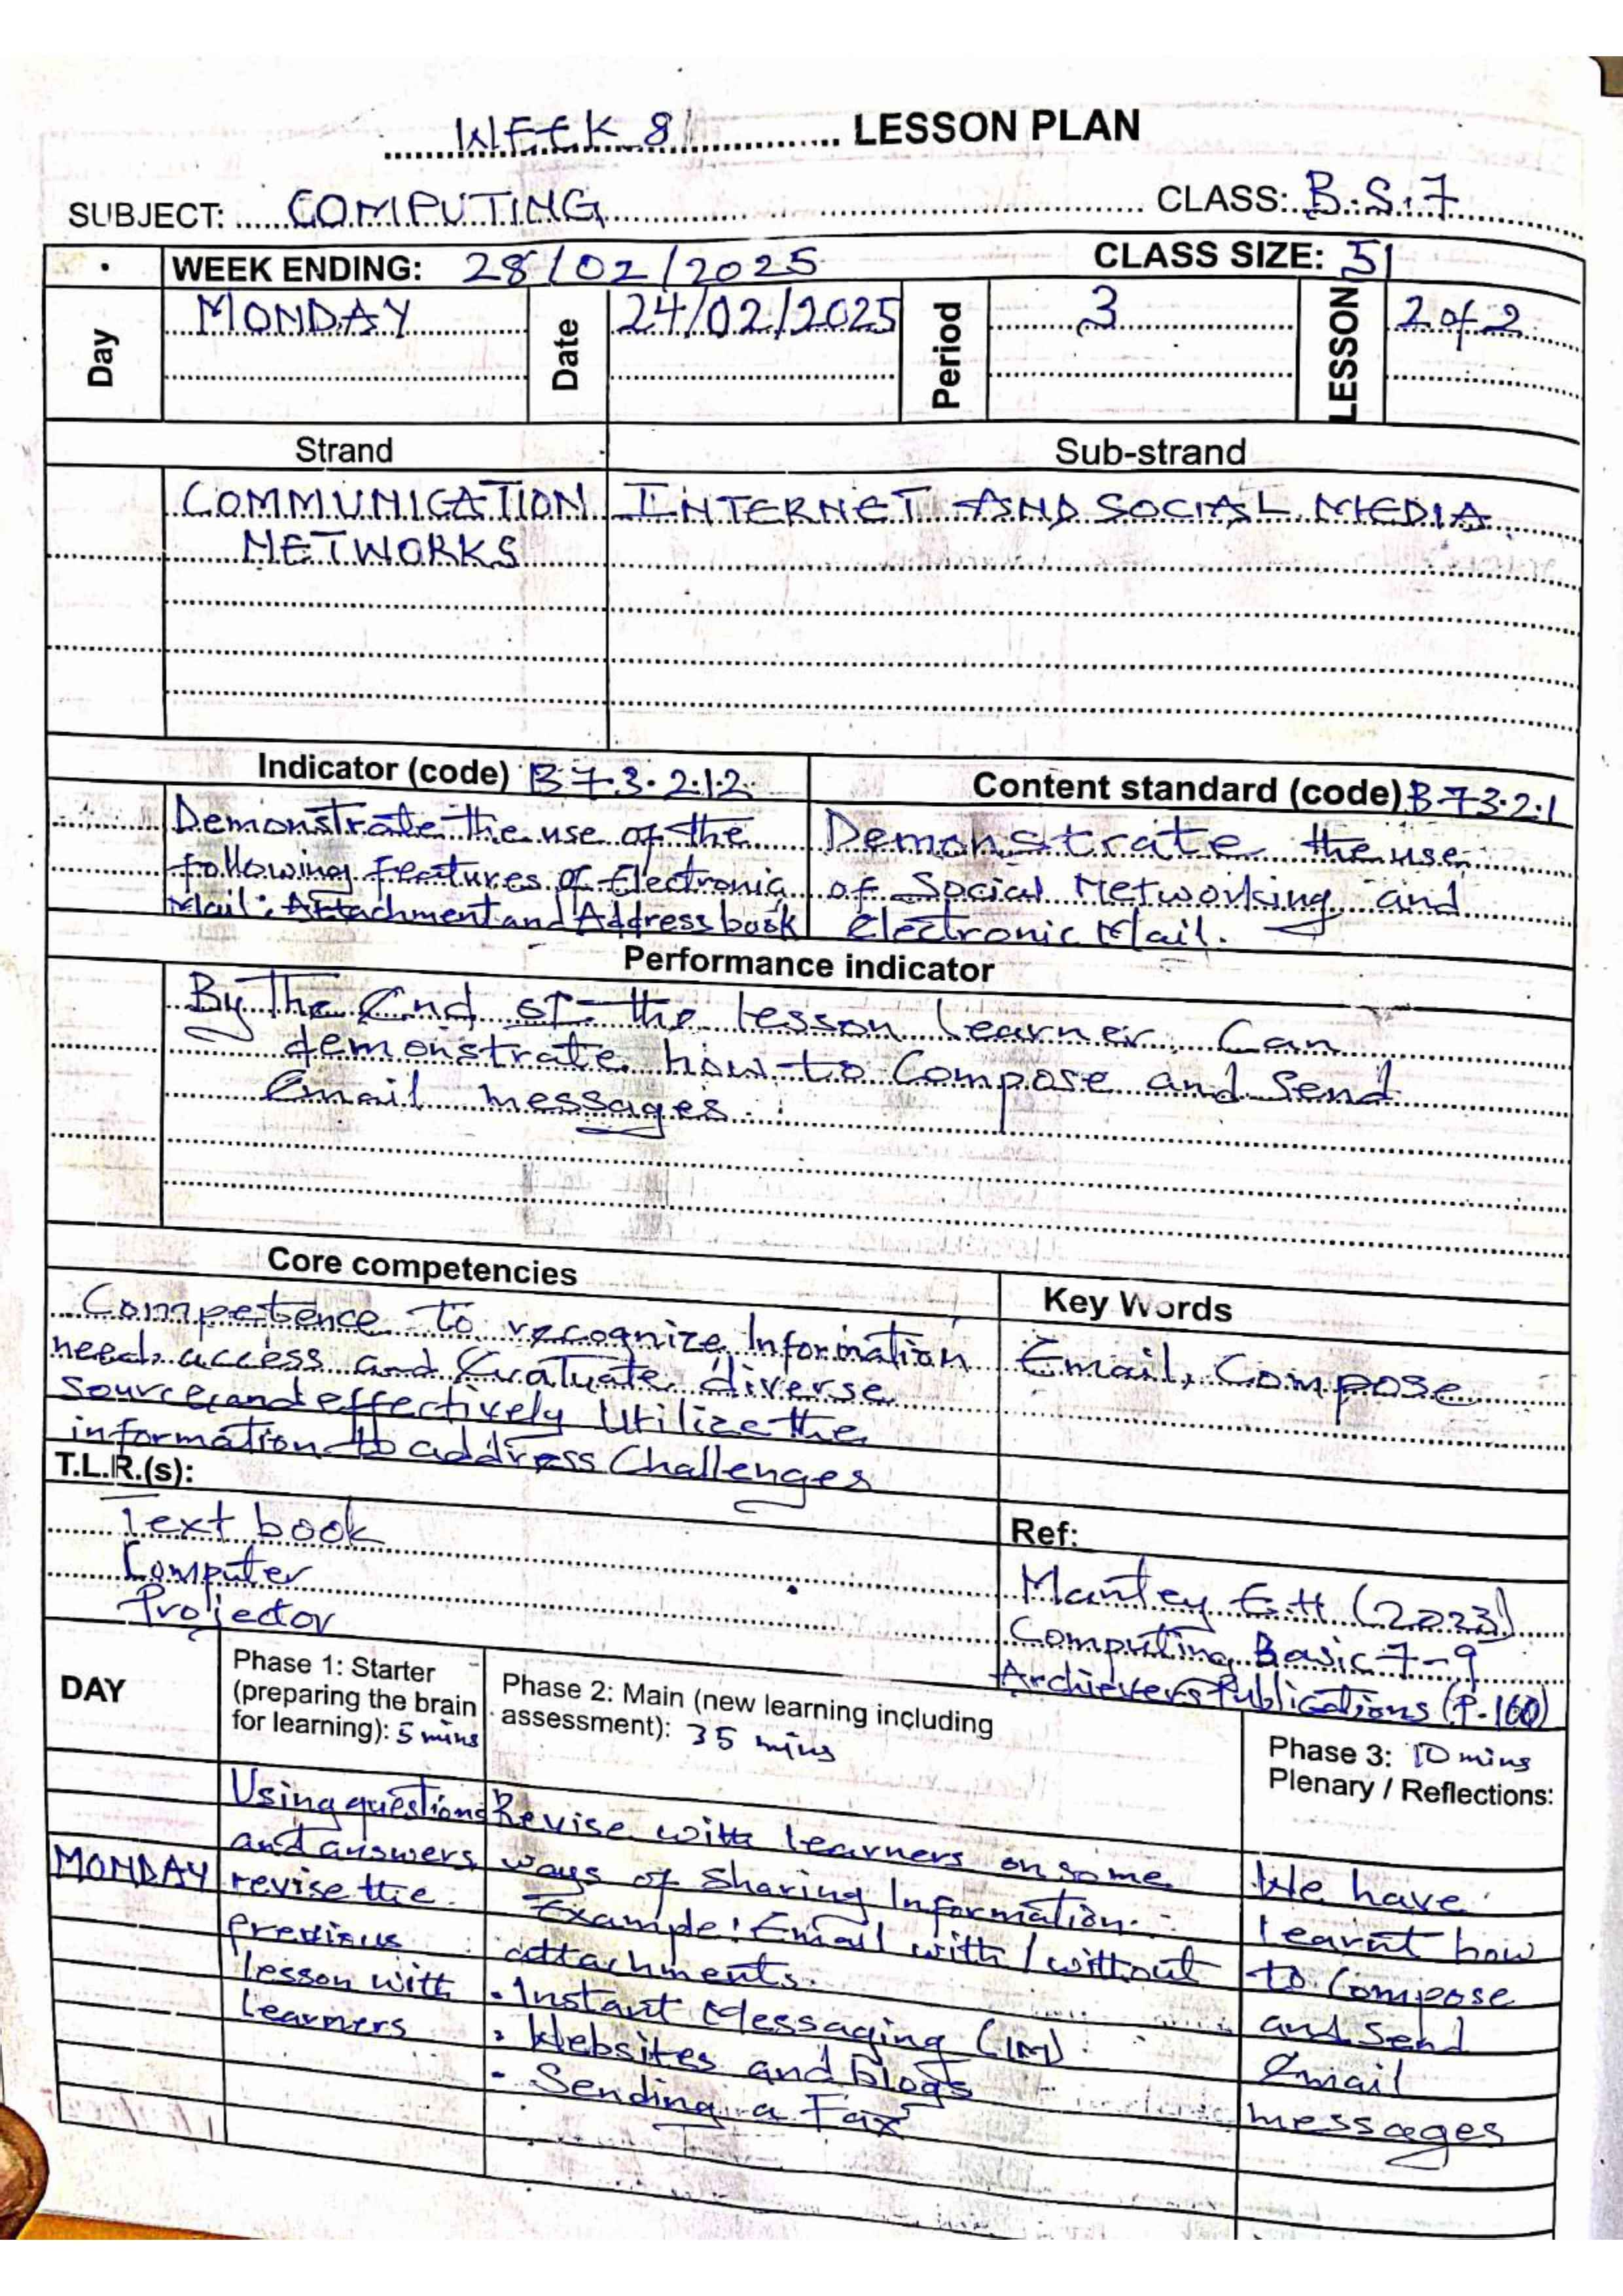 WEEK 8 LESSON PLAN
SUBJECT: COMPUTING CLASS: B.S.7
WEEK ENDING: 28/02/2025 CLASS SIZE: 51
Day MONDAY Date 24/02/2025 Period 3 LESSON 2 of 2
Strand Sub-strand
COMMUNICATION INTERNET AND SOCIAL MEDIA
NETWORKS
Indicator (code) B7.3.2.1.2. Content standard (code) B73.2.1
Demonstrate the use of the
following features of Electronic
Mail: Attachment and Address book
Demonstrate the use
of Social Networking and
Electronic Mail.
Performance indicator
By the End of the lesson learner can
demonstrate how to Compose and Send
Email messages.
Core competencies
Competence to recognize Information
need, access and Evaluate diverse
source and effectively Utilize the
information to address Challenges
Key Words
Email, Compose
T.L.R.(s):
Text book
Computer
Projector
Ref:
Mantey E.H (2023)
Computing Basic 7-9
Archievers Publications (P.160)
DAY
Phase 1: Starter
(preparing the brain
for learning): 5 mins
Phase 2: Main (new learning including
assessment): 35 mins
Phase 3: 10 mins
Plenary / Reflections:
MONDAY
Using questions
and answers
revise the
previous
lesson with
learners
Revise with learners on some
ways of Sharing Information.
Example: Email with / without
attachments.
• Instant Messaging (IM)
• Websites and blogs
- Sending a Fax
We have
learnt how
to Compose
and Send
Email
messages